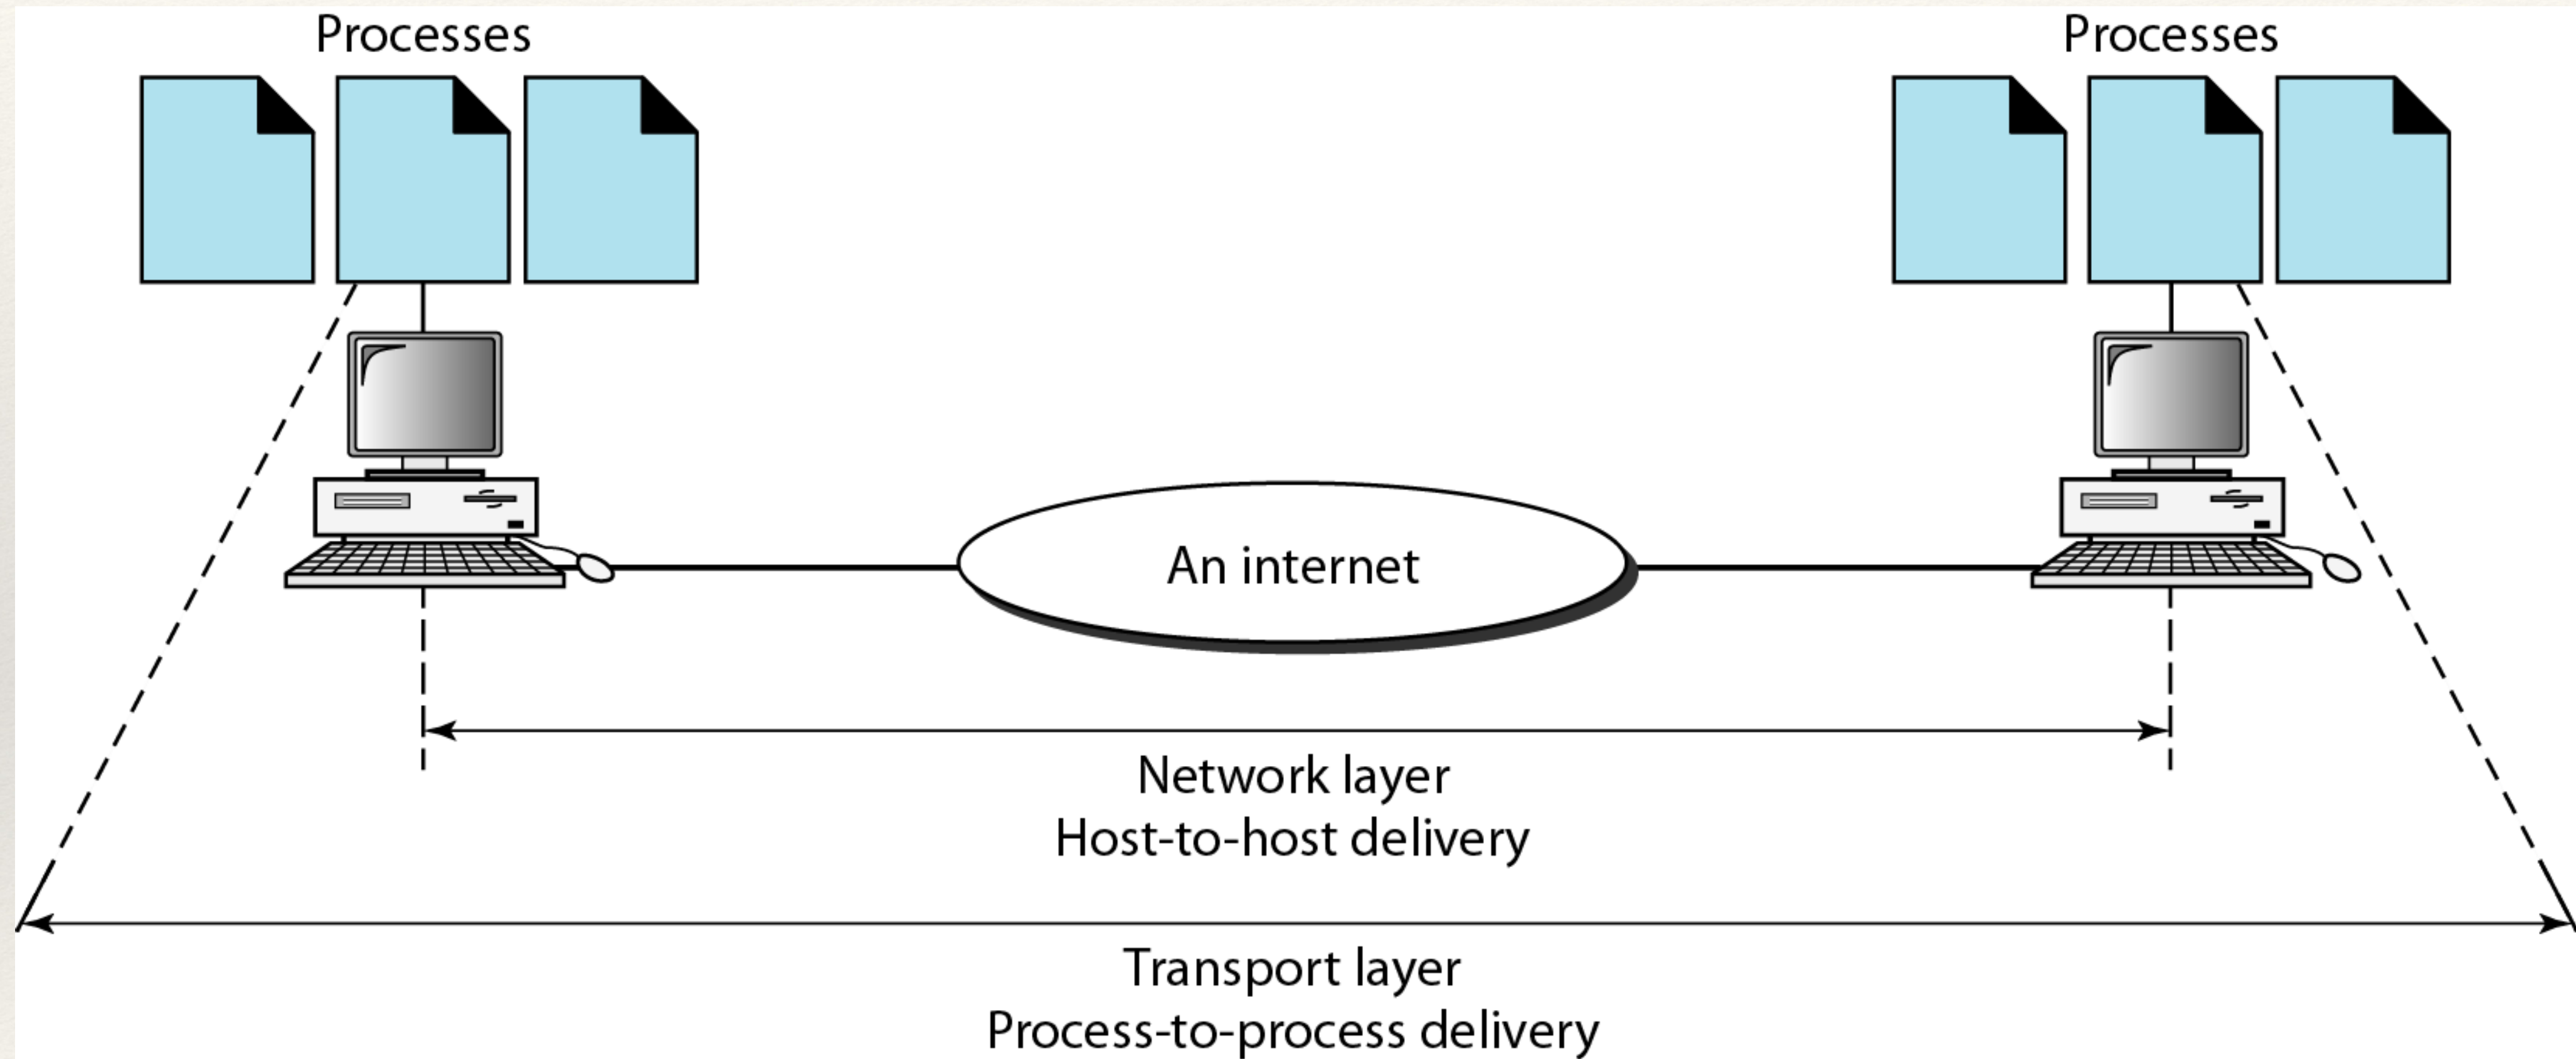 Processes
Processes
An internet
Network layer
Host-to-host delivery
Transport layer
Process-to-process delivery